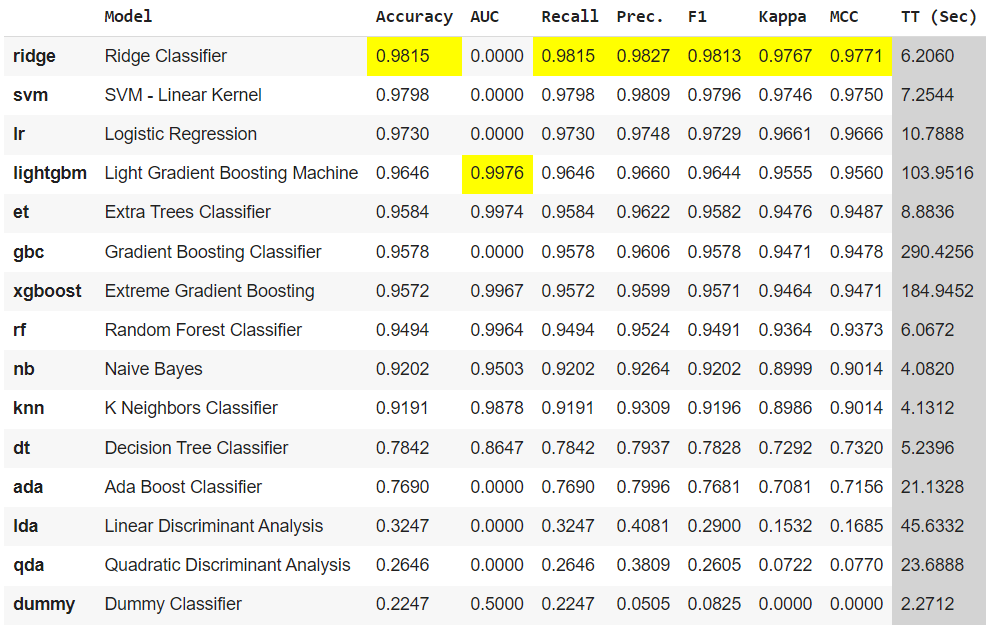 Model Accuracy AUC Recall Prec. F1 Kappa MCC TT (Sec)
ridge Ridge Classifier 0.9815 0.0000 0.9815 0.9827 0.9813 0.9767 0.9771 6.2060
svm SVM - Linear Kernel 0.9798 0.0000 0.9798 0.9809 0.9796 0.9746 0.9750 7.2544
lr Logistic Regression 0.9730 0.0000 0.9730 0.9748 0.9729 0.9661 0.9666 10.7888
lightgbm Light Gradient Boosting Machine 0.9646 0.9976 0.9646 0.9660 0.9644 0.9555 0.9560 103.9516
et Extra Trees Classifier 0.9584 0.9974 0.9584 0.9622 0.9582 0.9476 0.9487 8.8836
gbc Gradient Boosting Classifier 0.9578 0.0000 0.9578 0.9606 0.9578 0.9471 0.9478 290.4256
xgboost Extreme Gradient Boosting 0.9572 0.9967 0.9572 0.9599 0.9571 0.9464 0.9471 184.9452
rf Random Forest Classifier 0.9494 0.9964 0.9494 0.9524 0.9491 0.9364 0.9373 6.0672
nb Naive Bayes 0.9202 0.9503 0.9202 0.9264 0.9202 0.8999 0.9014 4.0820
knn K Neighbors Classifier 0.9191 0.9878 0.9191 0.9309 0.9196 0.8986 0.9014 4.1312
dt Decision Tree Classifier 0.7842 0.8647 0.7842 0.7937 0.7828 0.7292 0.7320 5.2396
ada Ada Boost Classifier 0.7690 0.0000 0.7690 0.7996 0.7681 0.7081 0.7156 21.1328
lda Linear Discriminant Analysis 0.3247 0.0000 0.3247 0.4081 0.2900 0.1532 0.1685 45.6332
qda Quadratic Discriminant Analysis 0.2646 0.0000 0.2646 0.3809 0.2605 0.0722 0.0770 23.6888
dummy Dummy Classifier 0.2247 0.5000 0.2247 0.0505 0.0825 0.0000 0.0000 2.2712